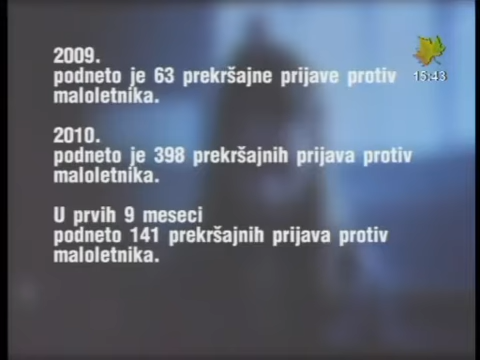 2009.
podneto je 63 prekršajne prijave protiv
maloletnika.
2010.
podneto je 398 prekršajnih prijava protiv
maloletnika.
U prvih 9 meseci
podneto 141 prekršajnih prijava protiv
maloletnika.
15:43